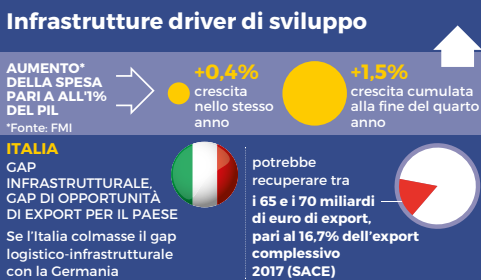 Infrastrutture driver di sviluppo
AUMENTO*
DELLA SPESA
PARI A ALL'1%
DEL PIL
*Fonte: FMI
+0,4%
crescita
nello stesso
anno
+1,5%
crescita cumulata
alla fine del quarto
anno
ITALIA
GAP
INFRASTRUTTURALE,
GAP DI OPPORTUNITÀ
DI EXPORT PER IL PAESE
Se l'Italia colmasse il gap
logistico-infrastrutturale
con la Germania
potrebbe
recuperare tra
i 65 e i 70 miliardi
di euro di export,
pari al 16,7% dell'export
complessivo
2017 (SACE)